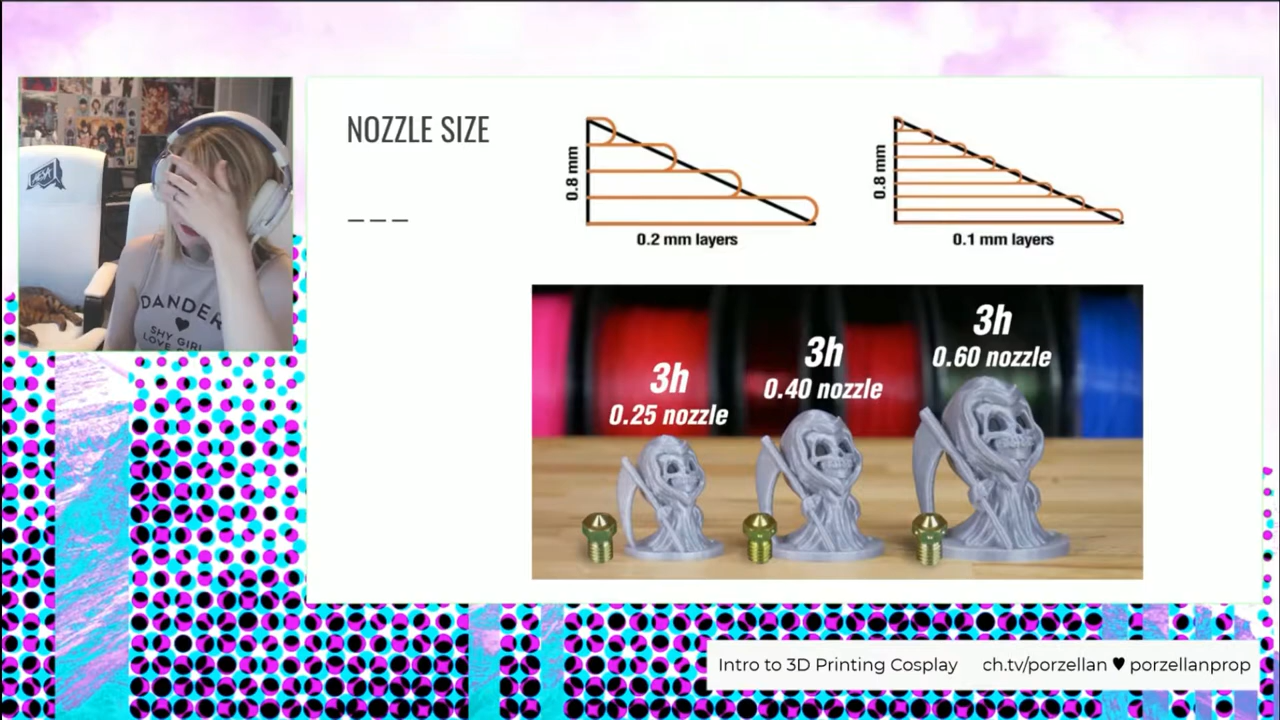 NOZZLE SIZE
_ _ _
0.8 mm
0.2 mm layers
0.8 mm
0.1 mm layers
3h
0.25 nozzle
3h
0.40 nozzle
3h
0.60 nozzle
DANDER
♥
SHY GIRL
LOVE
Intro to 3D Printing Cosplay ch.tv/porzellan ♥ porzellanprop